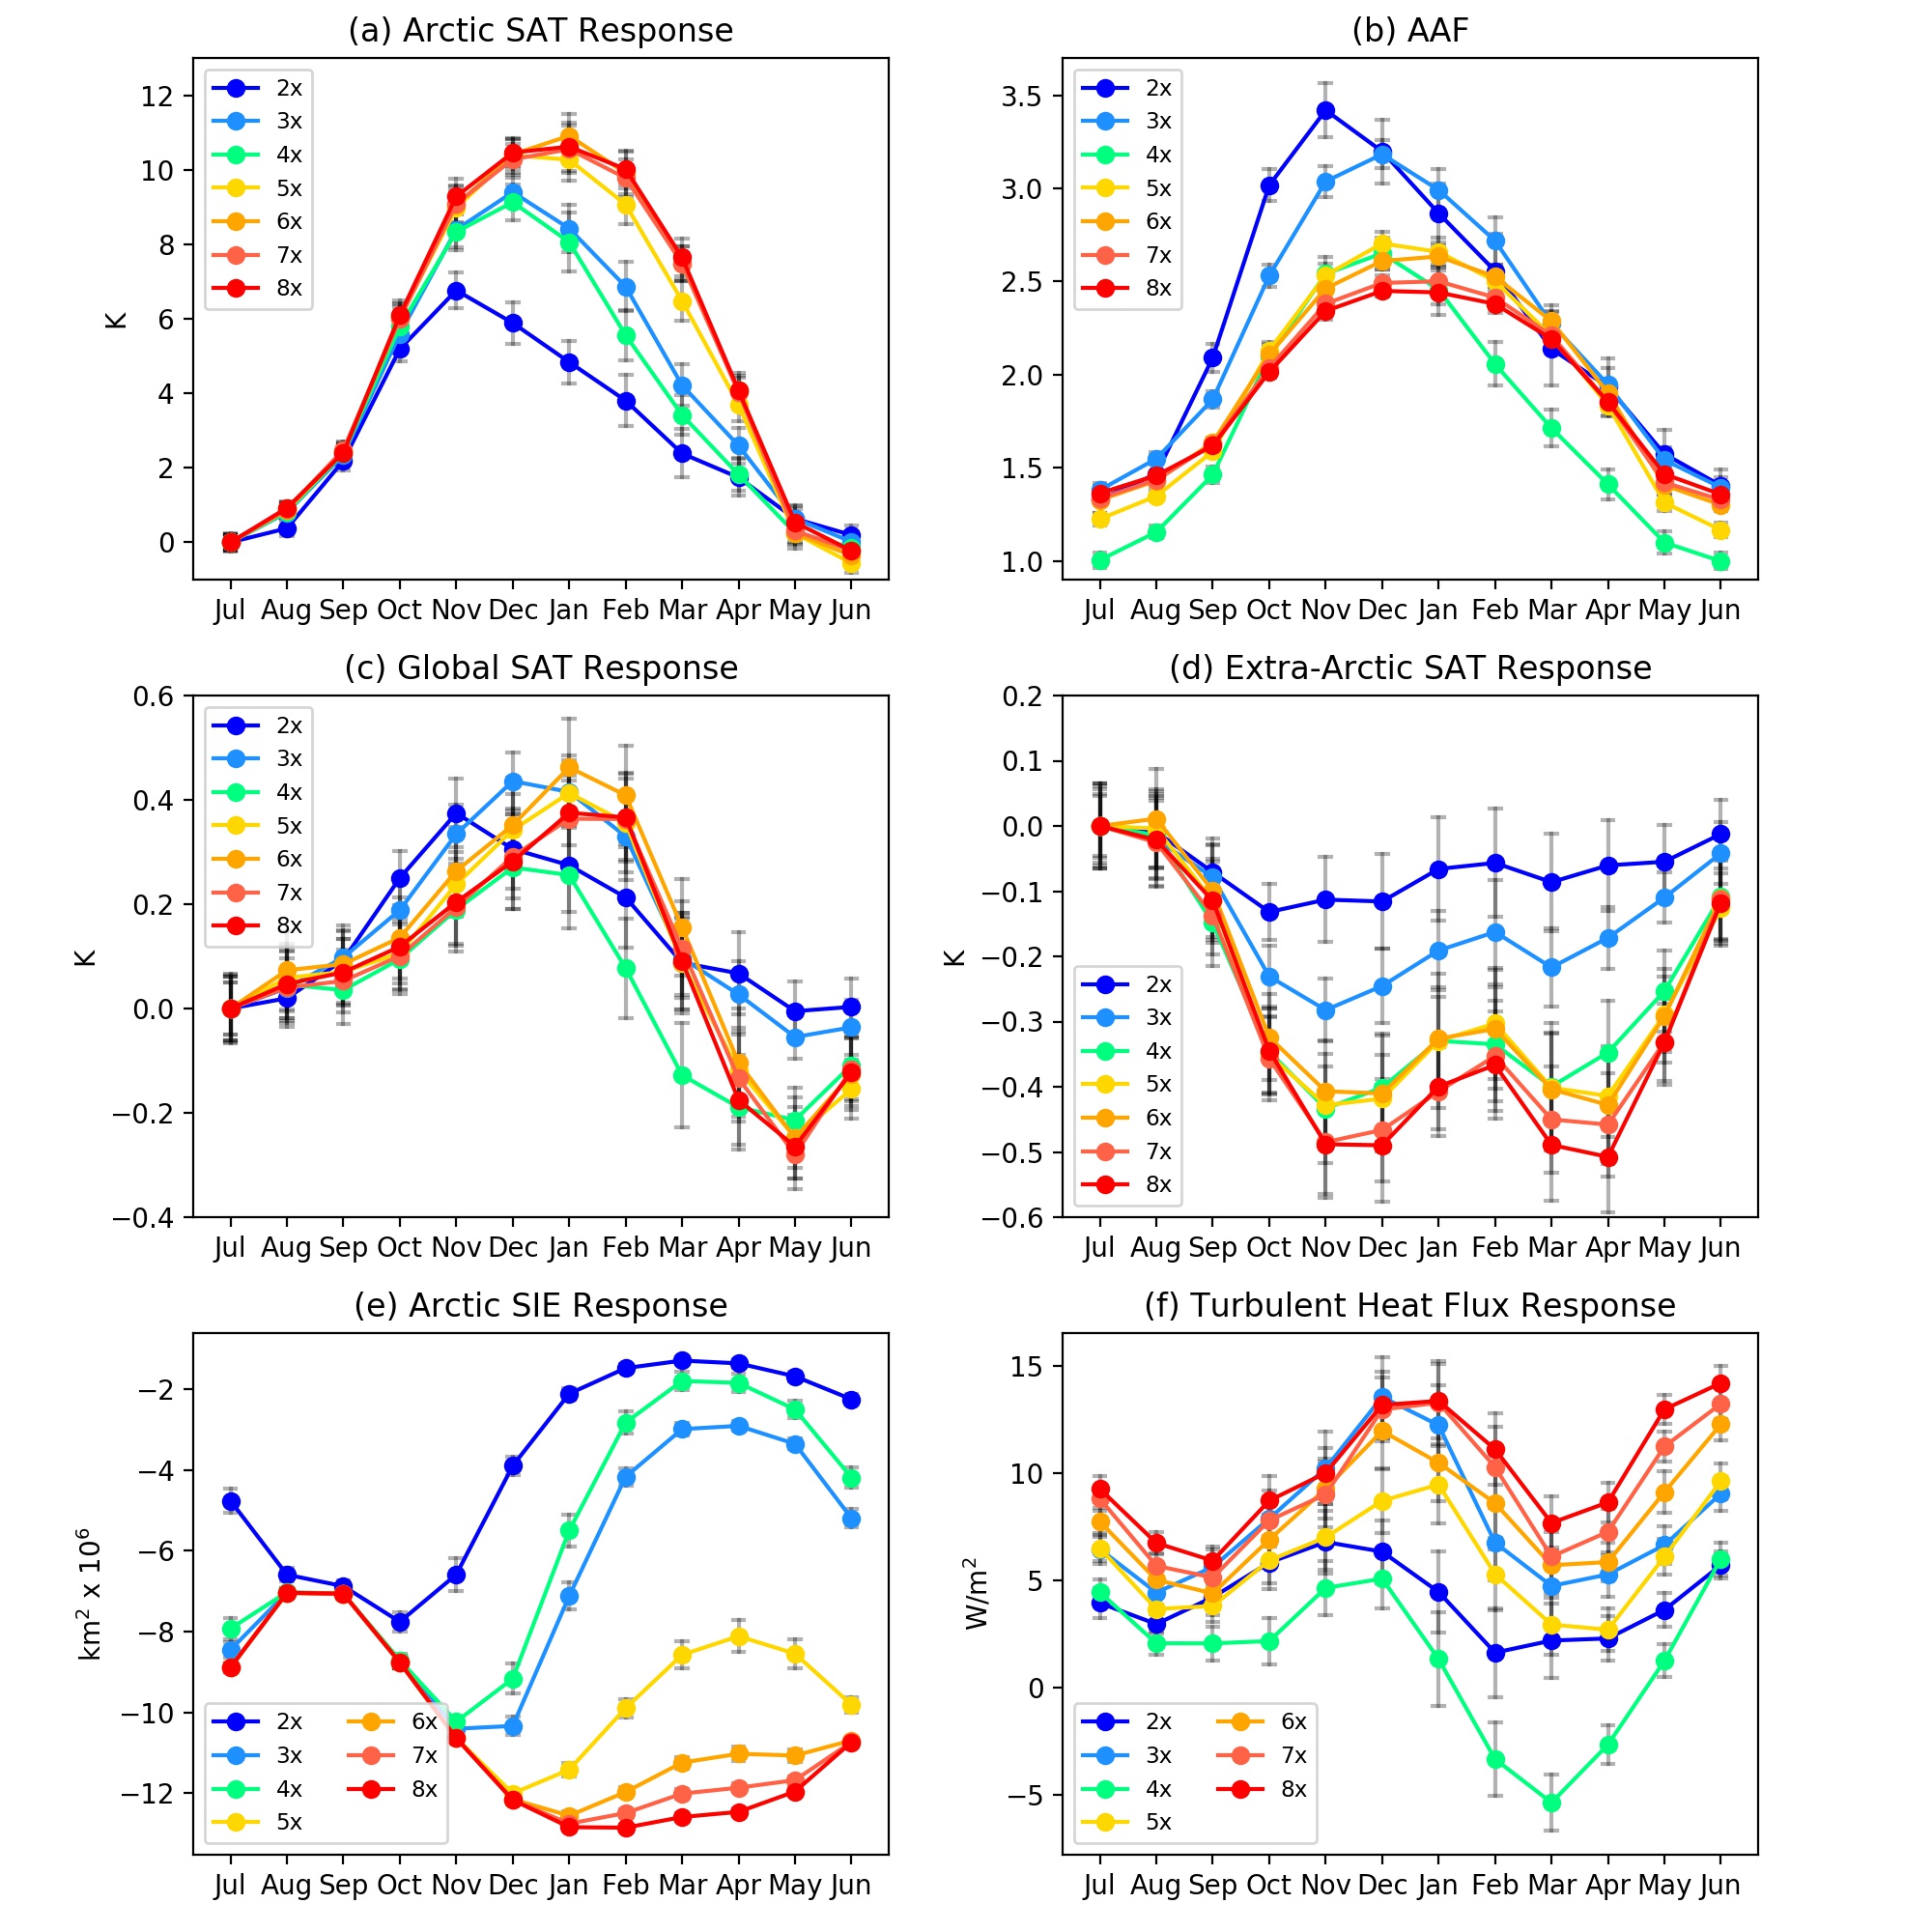 (a) Arctic SAT Response
K
12
10
8
6
4
2
0
2x
3x
4x
5x
6x
7x
8x
Jul Aug Sep Oct Nov Dec Jan Feb Mar Apr May Jun
(b) AAF
3.5
3.0
2.5
2.0
1.5
1.0
2x
3x
4x
5x
6x
7x
8x
Jul Aug Sep Oct Nov Dec Jan Feb Mar Apr May Jun
(c) Global SAT Response
K
0.6
0.4
0.2
0.0
−0.2
−0.4
2x
3x
4x
5x
6x
7x
8x
Jul Aug Sep Oct Nov Dec Jan Feb Mar Apr May Jun
(d) Extra-Arctic SAT Response
K
0.2
0.1
0.0
−0.1
−0.2
−0.3
−0.4
−0.5
−0.6
2x
3x
4x
5x
6x
7x
8x
Jul Aug Sep Oct Nov Dec Jan Feb Mar Apr May Jun
(e) Arctic SIE Response
km² x 10⁶
−2
−4
−6
−8
−10
−12
2x 6x
3x 7x
4x 8x
5x
Jul Aug Sep Oct Nov Dec Jan Feb Mar Apr May Jun
(f) Turbulent Heat Flux Response
W/m²
15
10
5
0
−5
2x 6x
3x 7x
4x 8x
5x
Jul Aug Sep Oct Nov Dec Jan Feb Mar Apr May Jun